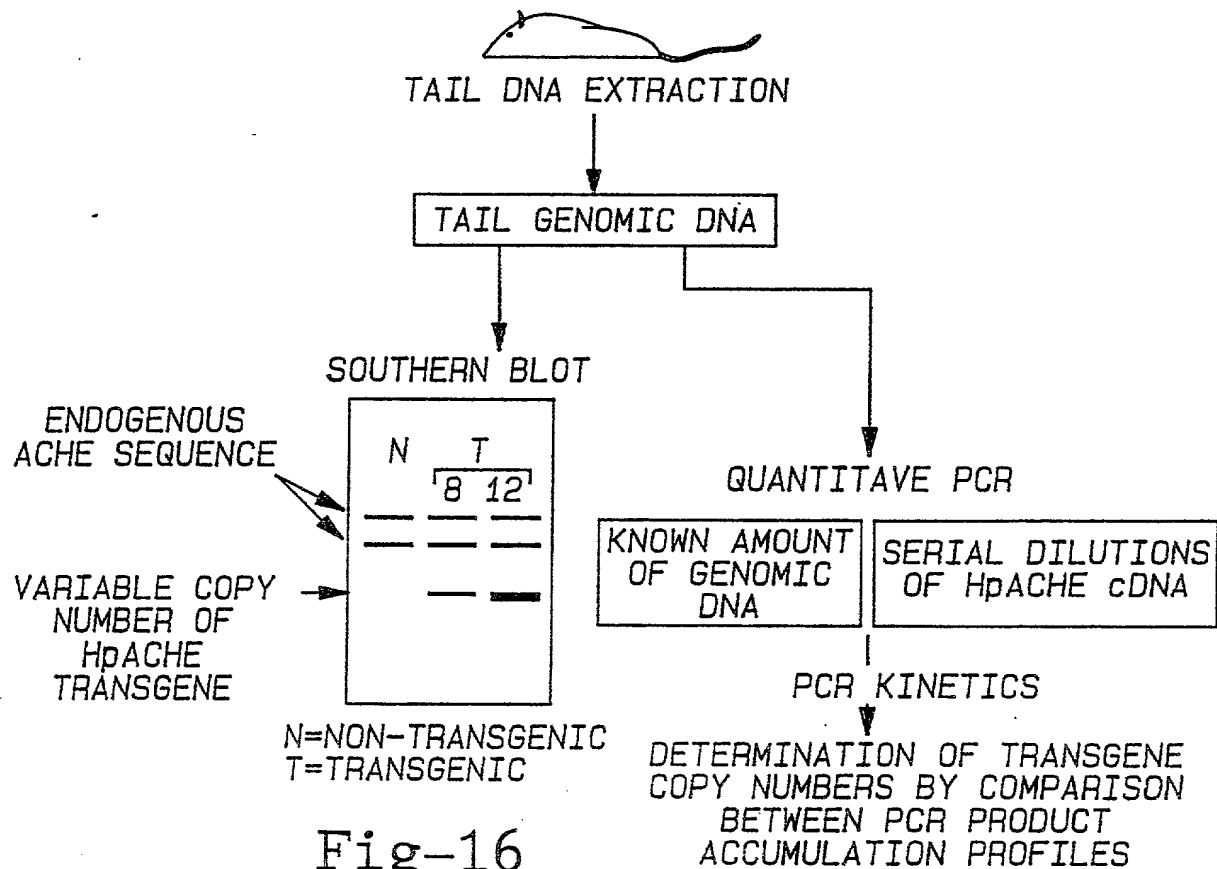 TAIL DNA EXTRACTION
TAIL GENOMIC DNA
SOUTHERN BLOT
ENDOGENOUS
ACHE SEQUENCE
N T
8 12
VARIABLE COPY
NUMBER OF
HpACHE
TRANSGENE
N=NON-TRANSGENIC
T=TRANSGENIC
QUANTITAVE PCR
KNOWN AMOUNT
OF GENOMIC
DNA
SERIAL DILUTIONS
OF HpACHE cDNA
PCR KINETICS
DETERMINATION OF TRANSGENE
COPY NUMBERS BY COMPARISON
BETWEEN PCR PRODUCT
ACCUMULATION PROFILES
Fig-16